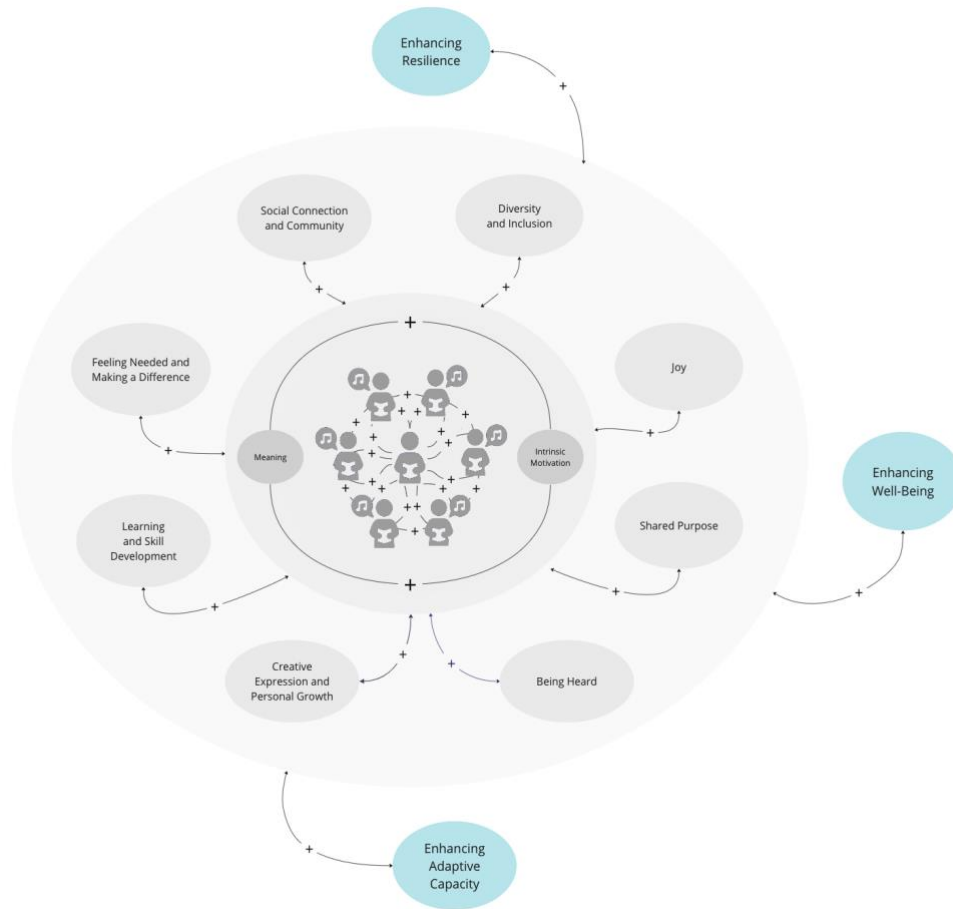 Enhancing
Resilience
Social Connection
and Community
Diversity
and Inclusion
Feeling Needed and
Making a Difference
Joy
Meaning
Intrinsic
Motivation
Enhancing
Well-Being
Learning
and Skill
Development
Shared Purpose
Creative
Expression and
Personal Growth
Being Heard
Enhancing
Adaptive
Capacity